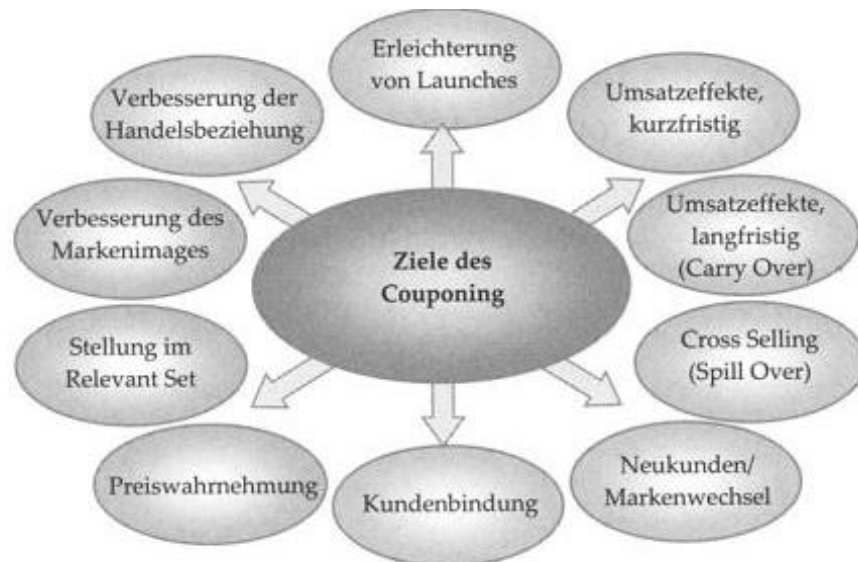 Erleichterung
von Launches
Verbesserung der
Handelsbeziehung
Umsatzeffekte,
kurzfristig
Verbesserung des
Markenimages
Umsatzeffekte,
langfristig
(Carry Over)
Ziele des
Couponing
Stellung im
Relevant Set
Cross Selling
(Spill Over)
Preiswahrnehmung
Kundenbindung
Neukunden/
Markenwechsel